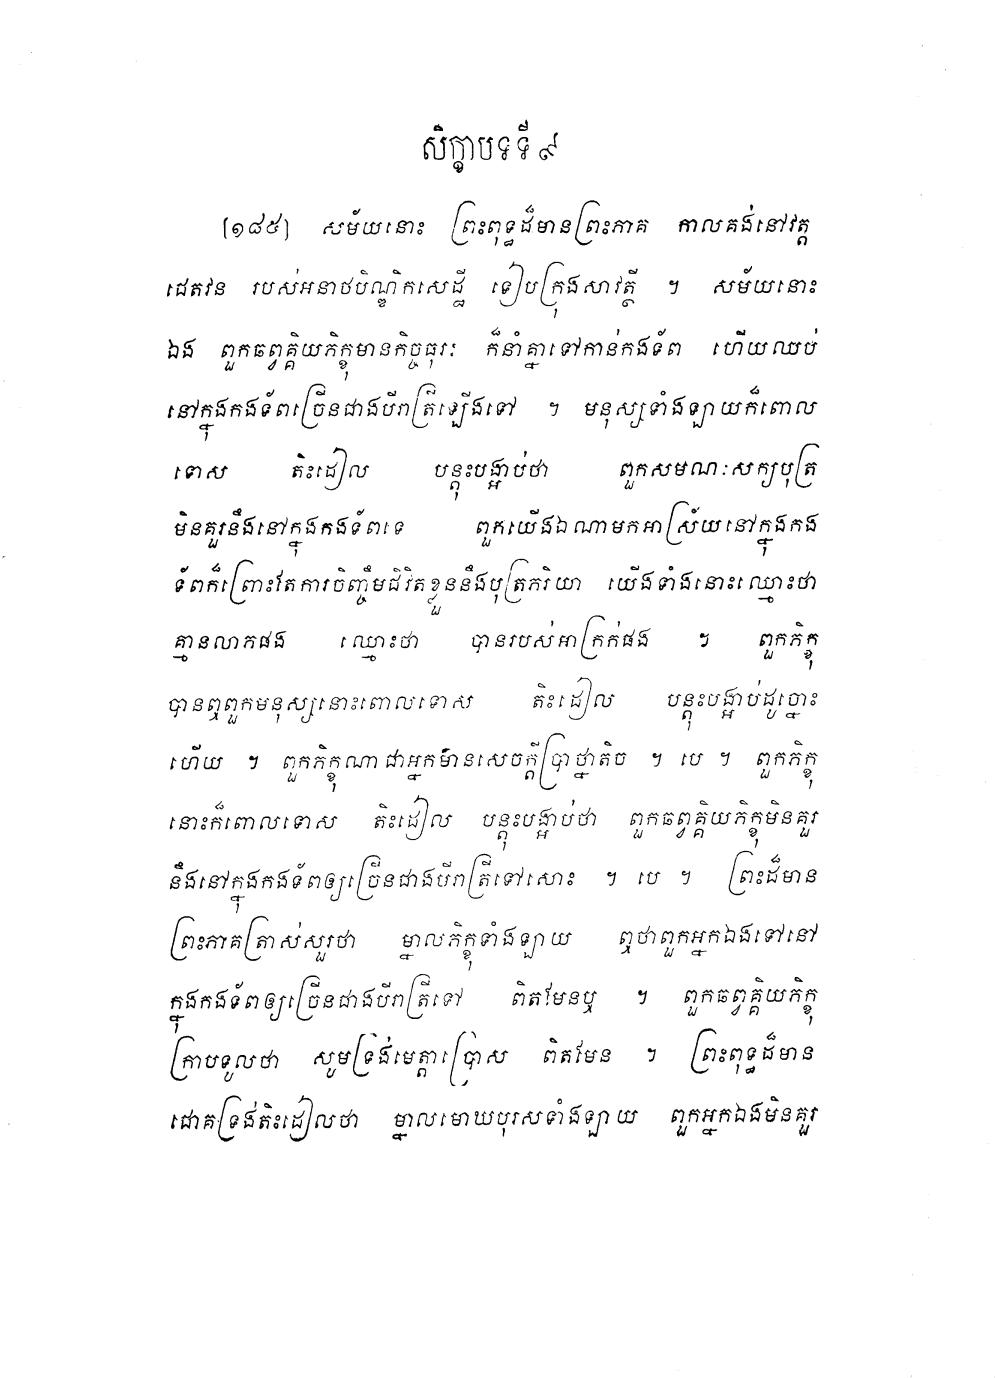 សិក្ខាបទទី ៩
[១៨៥] សម័យនោះ ព្រះពុទ្ធដ៏មានព្រះភាគ កាលគង់នៅវត្ត
ជេតវន របស់អនាថបិណ្ឌិកសេដ្ឋី ទៀបក្រុងសាវត្ថី ។ សម័យនោះ
ឯង ពួកឆព្វគ្គិយភិក្ខុមានកិច្ចធុរៈ ក៏នាំគ្នាទៅកាន់កងទ័ព ហើយឈប់
នៅក្នុងកងទ័ពច្រើនជាងបីរាត្រីឡើងទៅ ។ មនុស្សទាំងឡាយក៏ពោល
ទោស តិះដៀល បន្តុះបង្អាប់ថា ពួកសមណៈសក្យបុត្រ
មិនគួរនឹងនៅក្នុងកងទ័ពទេ ពួកយើងឯណាមកអាស្រ័យនៅក្នុងកង
ទ័ពក៏ព្រោះតែការចិញ្ចឹមជិវិតខ្លួននឹងបុត្រភរិយា យើងទាំងនោះឈ្មោះថា
គ្មានលាភផង ឈ្មោះថា បានរបស់អាក្រក់ផង ។ ពួកភិក្ខុ
បានឮពួកមនុស្សនោះពោលទោស តិះដៀល បន្តុះបង្អាប់ដូច្នោះ
ហើយ ។ ពួកភិក្ខុណាជាអ្នកមានសេចក្តីប្រាថ្នាតិច ។ បេ ។ ពួកភិក្ខុ
នោះក៏ពោលទោស តិះដៀល បន្តុះបង្អាប់ថា ពួកឆព្វគ្គិយភិក្ខុមិនគួរ
នឹងនៅក្នុងកងទ័ពឲ្យច្រើនជាងបីរាត្រីទៅសោះ ។ បេ ។ ព្រះដ៏មាន
ព្រះភាគត្រាស់សួរថា ម្នាលភិក្ខុទាំងឡាយ ឮថាពួកអ្នកឯងទៅនៅ
ក្នុងកងទ័ពឲ្យច្រើនជាងបីរាត្រីទៅ ពិតមែនឬ ។ ពួកឆព្វគ្គិយភិក្ខុ
ក្រាបទូលថា សូមទ្រង់មេត្តាប្រោស ពិតមែន ។ ព្រះពុទ្ធដ៏មាន
ជោគទ្រង់តិះដៀលថា ម្នាលមោឃបុរសទាំងឡាយ ពួកអ្នកឯងមិនគួរ